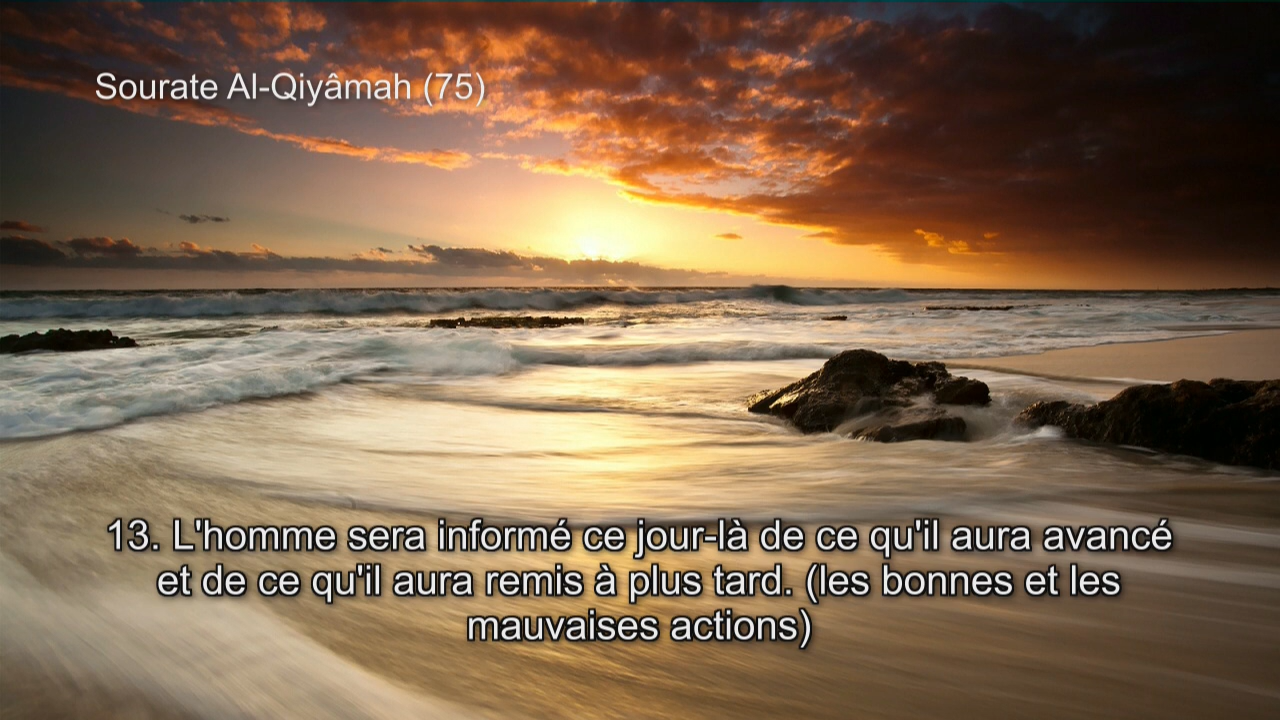 Sourate Al-Qiyâmah (75)
13. L'homme sera informé ce jour-là de ce qu'il aura avancé
et de ce qu'il aura remis à plus tard. (les bonnes et les
mauvaises actions)